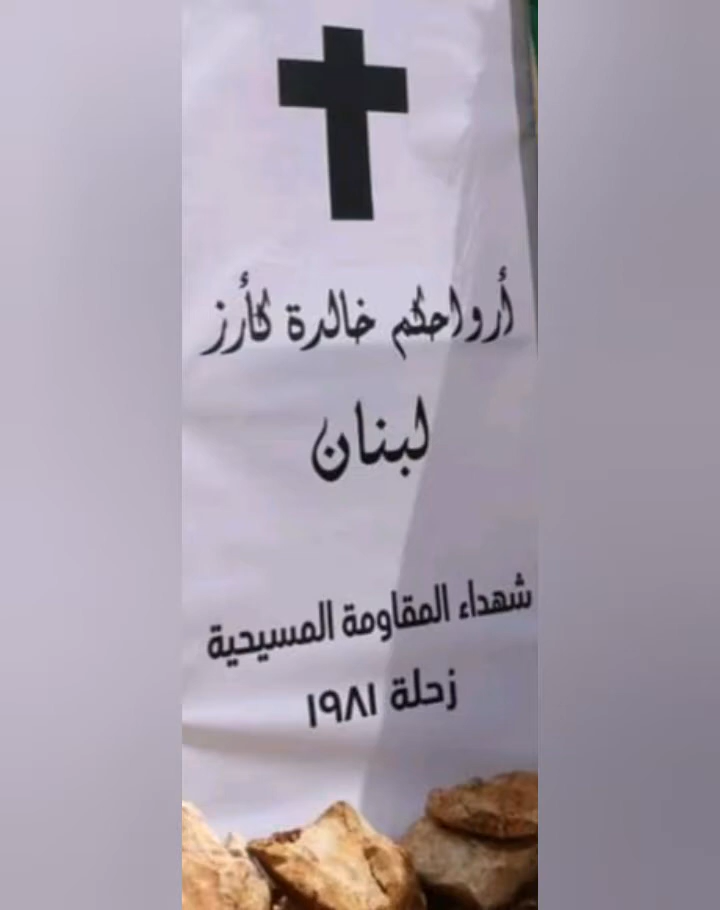 أرواحكم خالدة كأرز
لبنان
شهداء المقاومة المسيحية
زحلة ١٩٨١